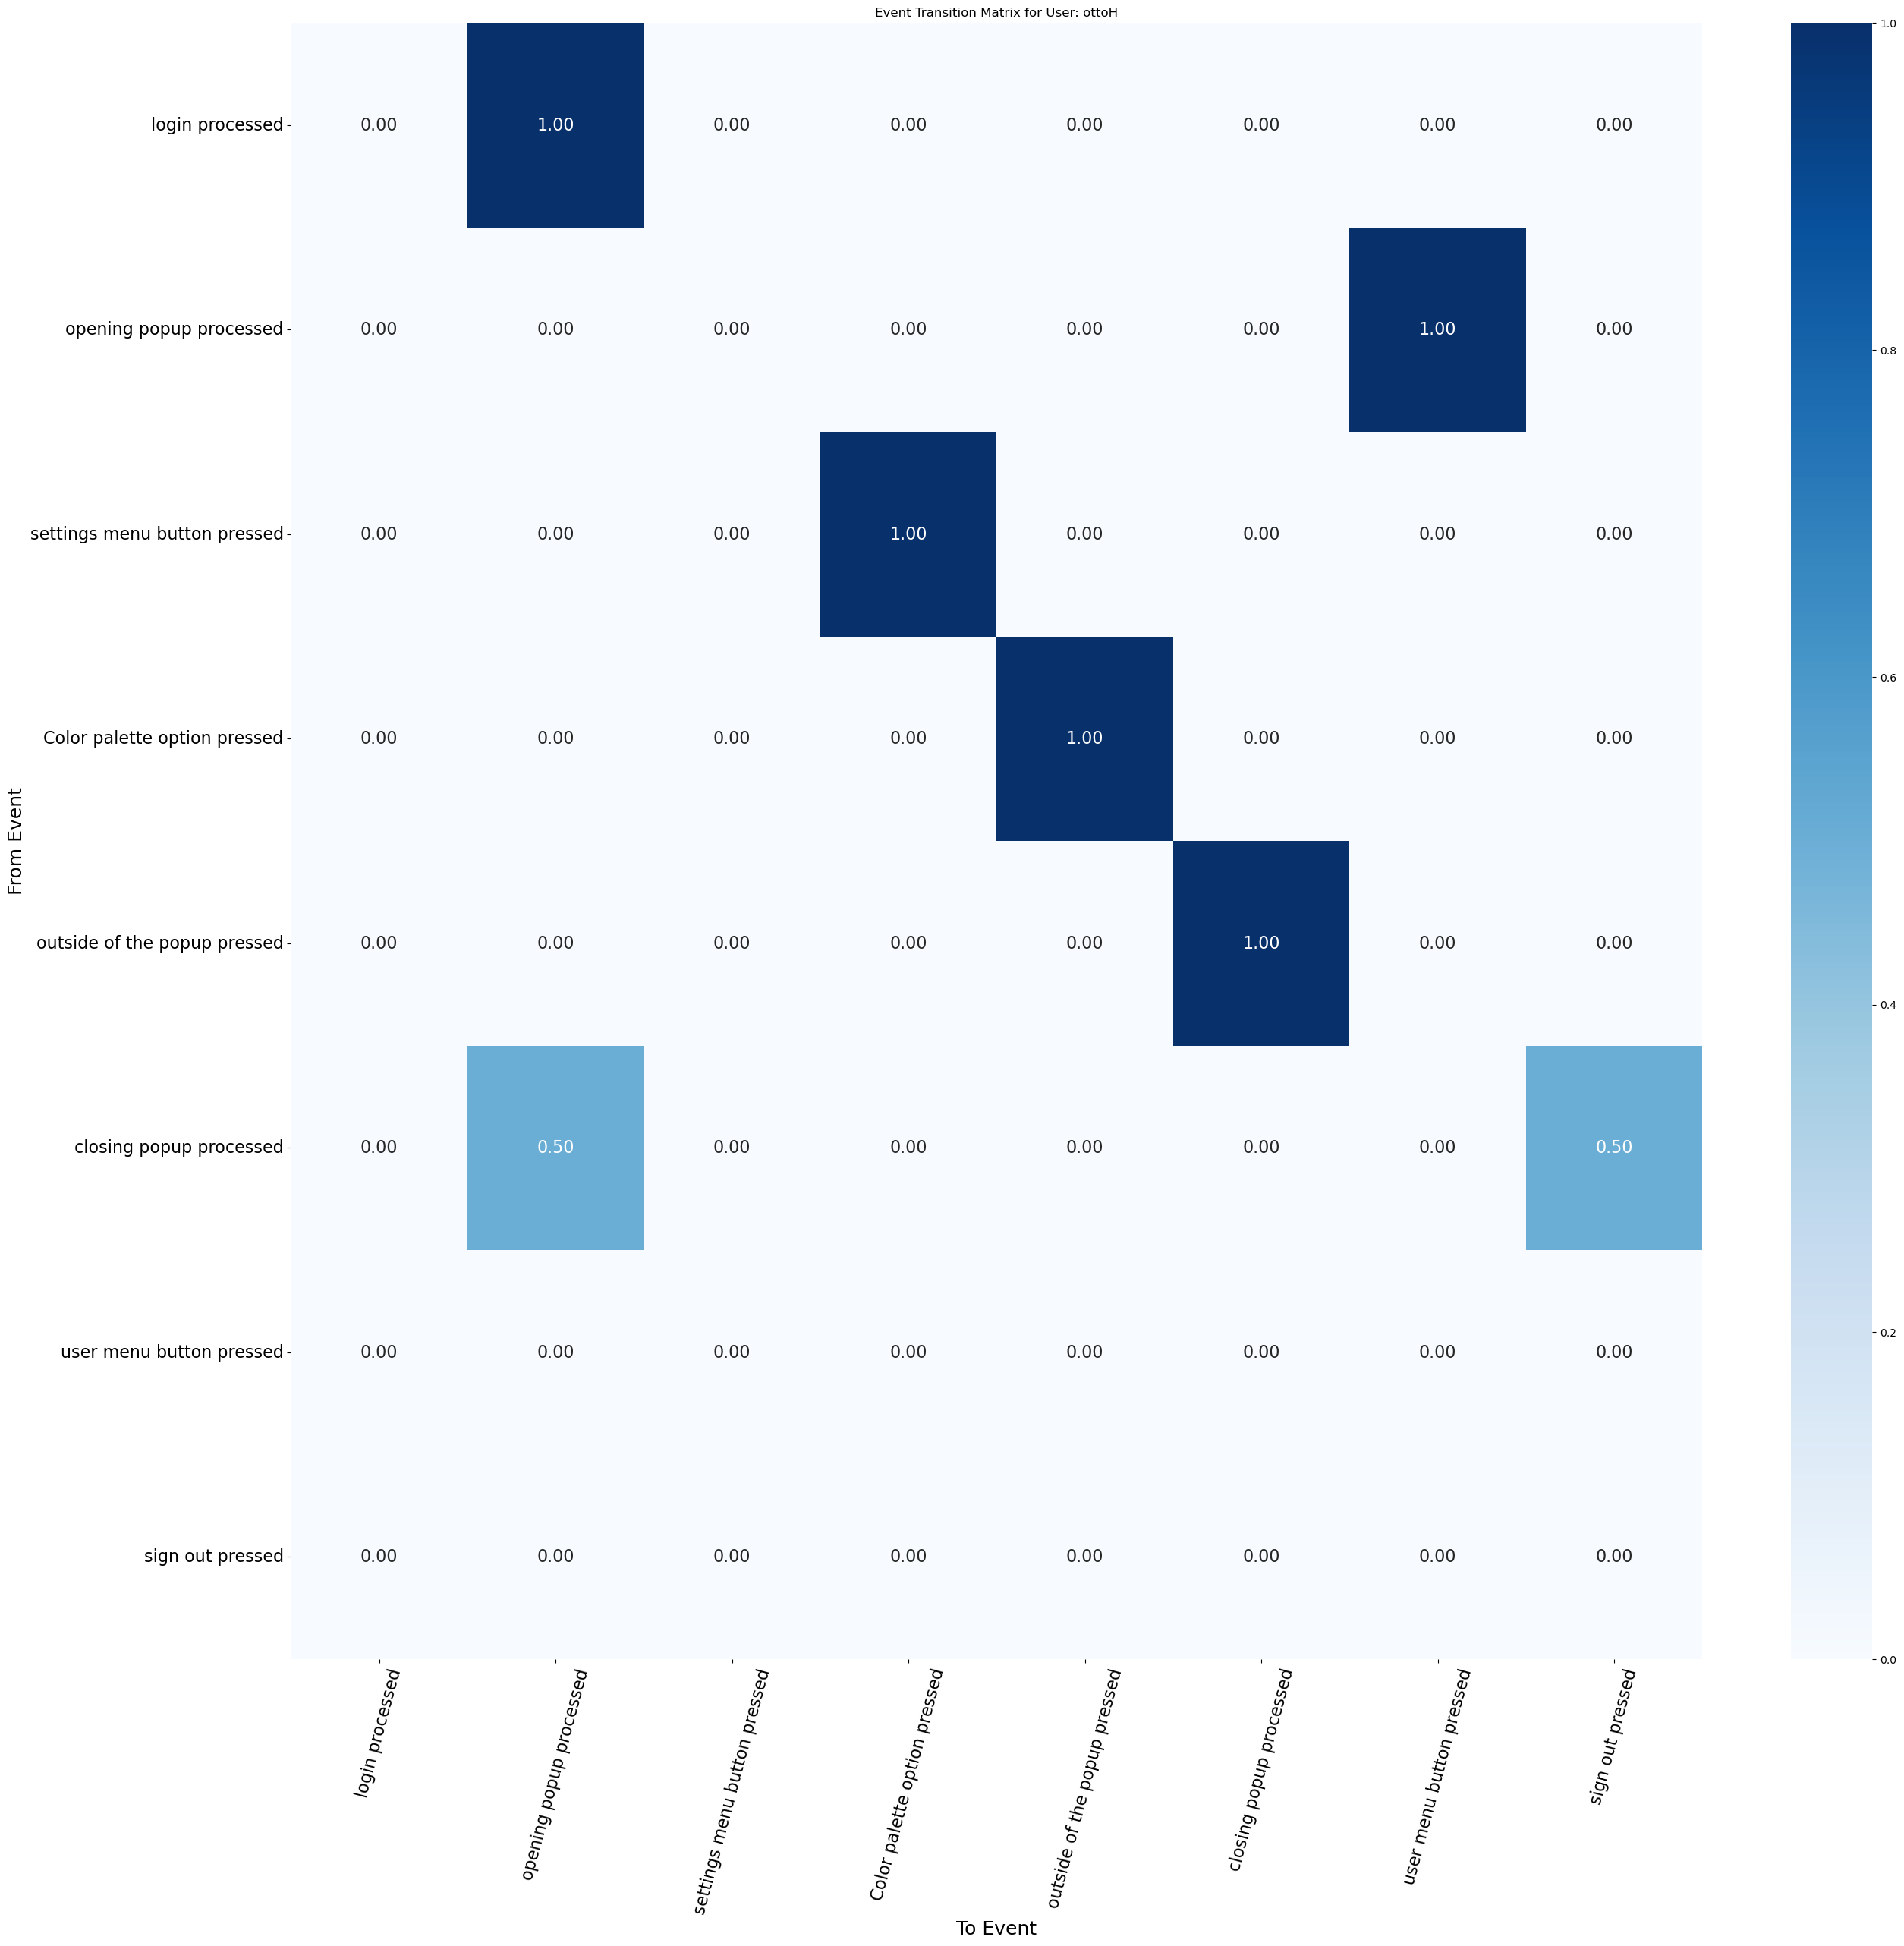 Event Transition Matrix for User: ottoH
login processed 0.00 1.00 0.00 0.00 0.00 0.00 0.00 0.00
opening popup processed 0.00 0.00 0.00 0.00 0.00 0.00 1.00 0.00
settings menu button pressed 0.00 0.00 0.00 1.00 0.00 0.00 0.00 0.00
Color palette option pressed 0.00 0.00 0.00 0.00 1.00 0.00 0.00 0.00
outside of the popup pressed 0.00 0.00 0.00 0.00 0.00 1.00 0.00 0.00
closing popup processed 0.00 0.50 0.00 0.00 0.00 0.00 0.00 0.50
user menu button pressed 0.00 0.00 0.00 0.00 0.00 0.00 0.00 0.00
sign out pressed 0.00 0.00 0.00 0.00 0.00 0.00 0.00 0.00
From Event
login processed
opening popup processed
settings menu button pressed
Color palette option pressed
outside of the popup pressed
closing popup processed
user menu button pressed
sign out pressed
To Event
1.0
0.8
0.6
0.4
0.2
0.0